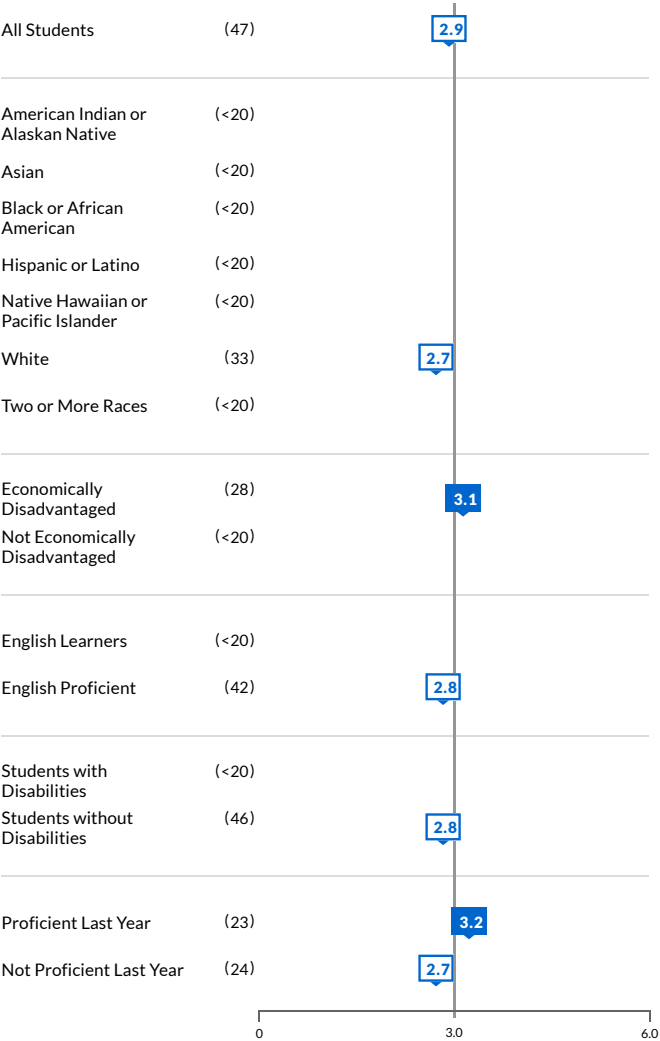 All Students (47) 2.9
American Indian or (<20)
Alaskan Native
Asian (<20)
Black or African (<20)
American
Hispanic or Latino (<20)
Native Hawaiian or (<20)
Pacific Islander
White (33) 2.7
Two or More Races (<20)
Economically (28) 3.1
Disadvantaged
Not Economically (<20)
Disadvantaged
English Learners (<20)
English Proficient (42) 2.8
Students with (<20)
Disabilities
Students without (46) 2.8
Disabilities
Proficient Last Year (23) 3.2
Not Proficient Last Year (24) 2.7
0 3.0 6.0